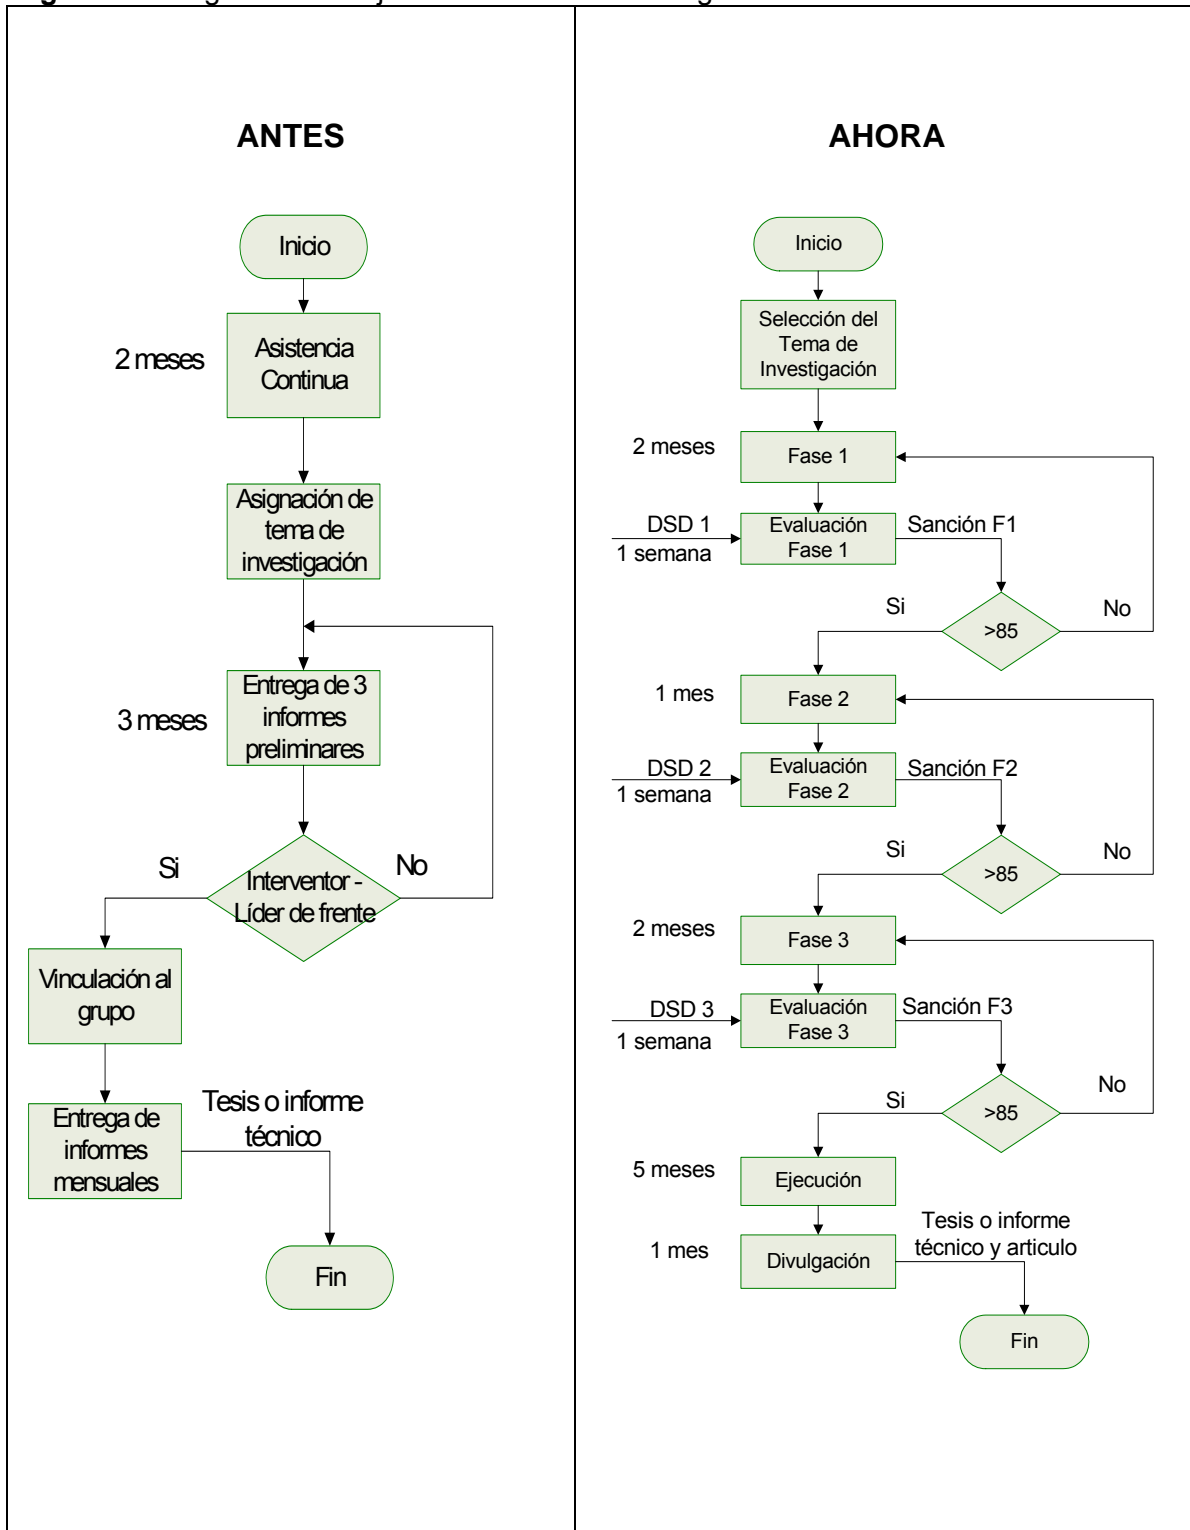 ANTES
Inicio
2 meses
Asistencia
Continua
Asignación de
tema de
investigación
3 meses
Entrega de 3
informes
preliminares
Si
No
Interventor -
Líder de frente
Vinculación al
grupo
Entrega de
informes
mensuales
Tesis o informe
técnico
Fin
AHORA
Inicio
Selección del
Tema de
Investigación
2 meses
Fase 1
DSD 1
1 semana
Evaluación
Fase 1
Sanción F1
Si
>85
No
1 mes
Fase 2
DSD 2
1 semana
Evaluación
Fase 2
Sanción F2
Si
>85
No
2 meses
Fase 3
DSD 3
1 semana
Evaluación
Fase 3
Sanción F3
Si
>85
No
5 meses
Ejecución
1 mes
Divulgación
Tesis o informe
técnico y articulo
Fin